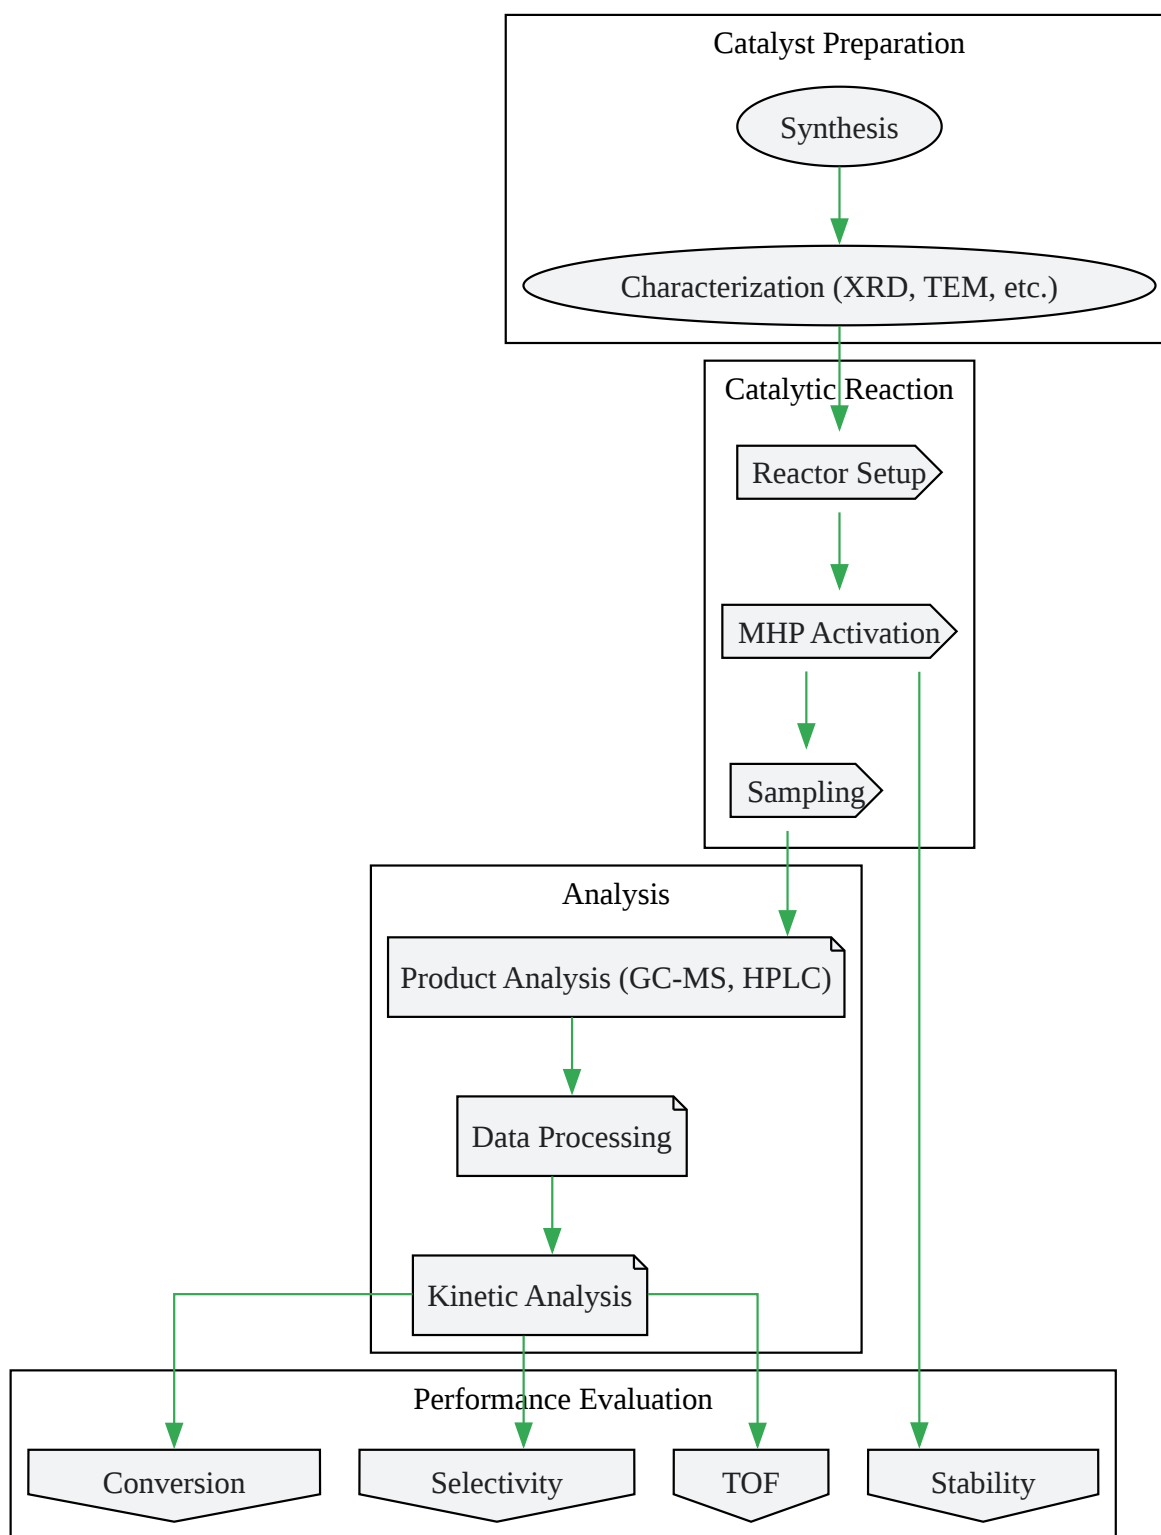 Catalyst Preparation
Synthesis
Characterization (XRD, TEM, etc.)
Catalytic Reaction
Reactor Setup
MHP Activation
Sampling
Analysis
Product Analysis (GC-MS, HPLC)
Data Processing
Kinetic Analysis
Performance Evaluation
Conversion
Selectivity
TOF
Stability